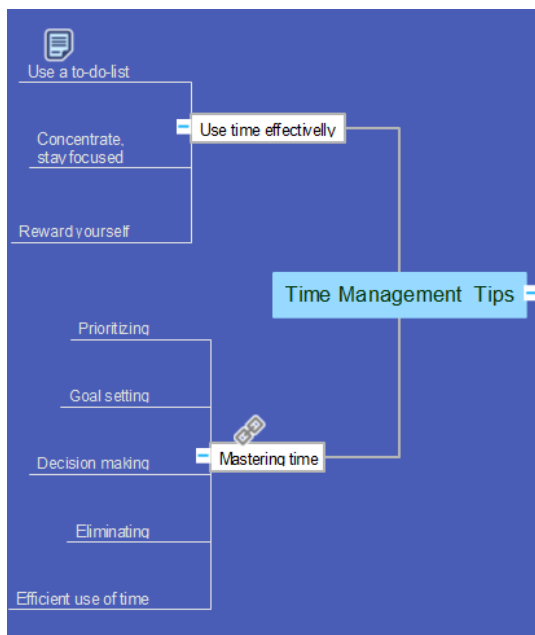 Use a to-do-list
Use time effectivelly
Concentrate,
stay focused
Reward yourself
Time Management Tips
Prioritizing
Goal setting
Mastering time
Decision making
Eliminating
Efficient use of time